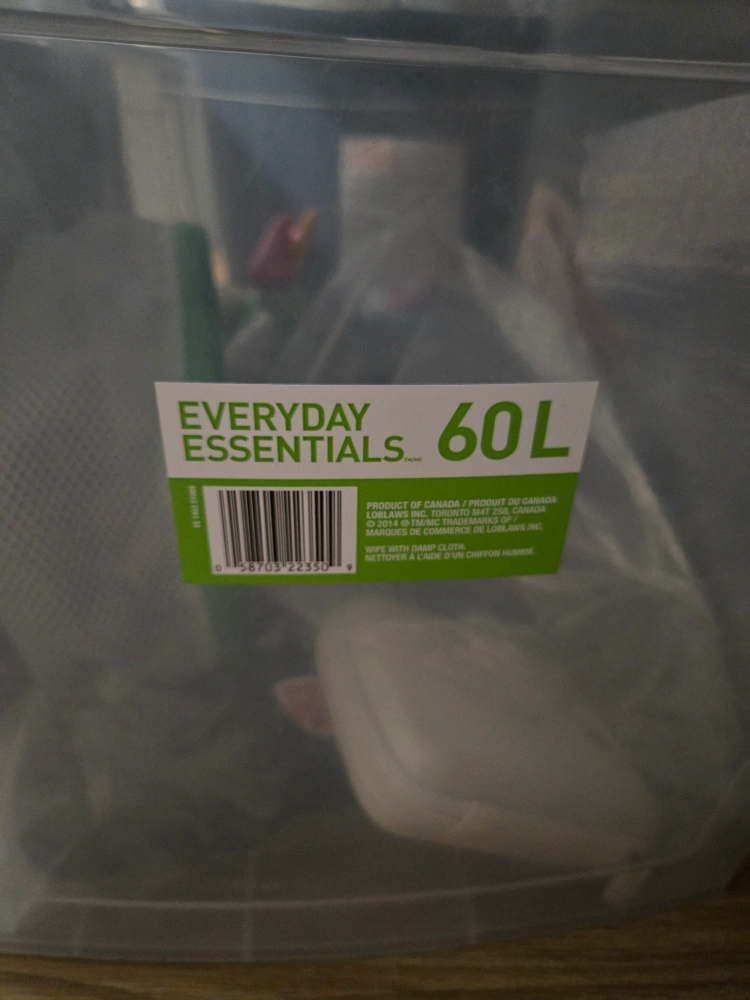 EVERYDAY
ESSENTIALS TM/MC
60L
PRODUCT OF CANADA / PRODUIT DU CANADA
LOBLAWS INC. TORONTO M4T 2S8, CANADA
© 2014 ® TM/MC TRADEMARKS OF /
MARQUES DE COMMERCE DE LOBLAWS INC.
WIPE WITH DAMP CLOTH.
NETTOYER À L'AIDE D'UN CHIFFON HUMIDE.
0 58703 22350 9